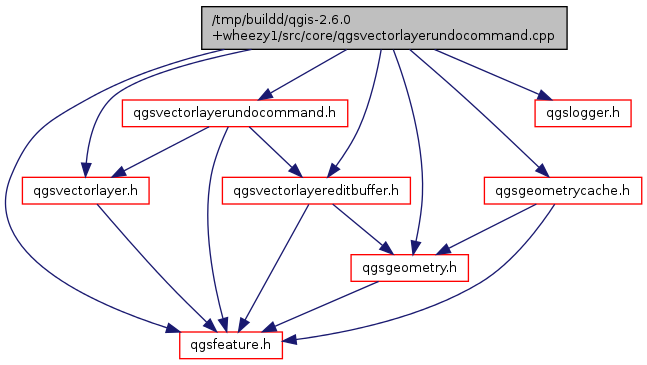 /tmp/buildd/qgis-2.6.0
+wheezy1/src/core/qgsvectorlayerundocommand.cpp
qgsvectorlayerundocommand.h
qgslogger.h
qgsvectorlayer.h
qgsvectorlayereditbuffer.h
qgsgeometrycache.h
qgsgeometry.h
qgsfeature.h